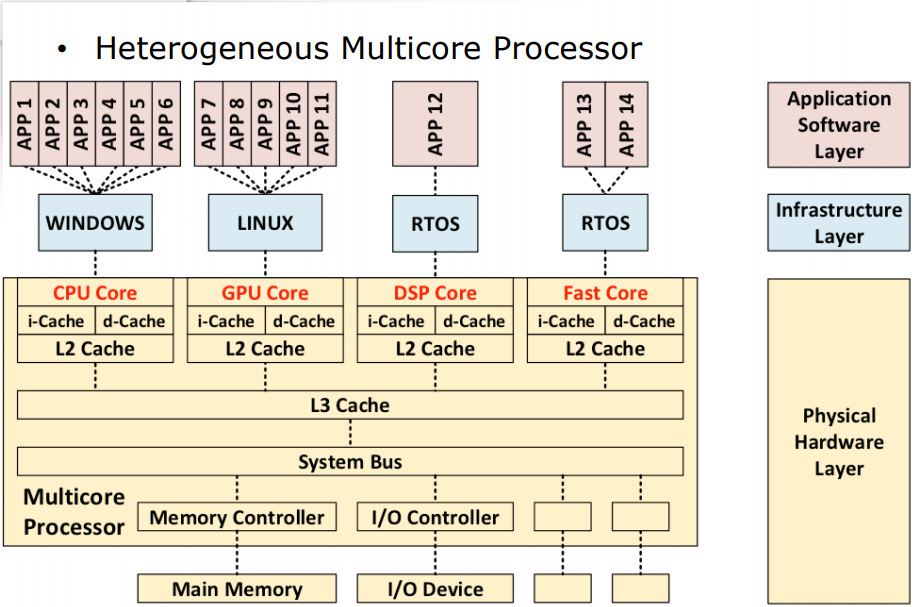 • Heterogeneous Multicore Processor
APP 1
APP 2
APP 3
APP 4
APP 5
APP 6
APP 7
APP 8
APP 9
APP 10
APP 11
APP 12
APP 13
APP 14
Application
Software
Layer
WINDOWS
LINUX
RTOS
RTOS
Infrastructure
Layer
CPU Core
GPU Core
DSP Core
Fast Core
i-Cache
d-Cache
i-Cache
d-Cache
i-Cache
d-Cache
i-Cache
d-Cache
L2 Cache
L2 Cache
L2 Cache
L2 Cache
L3 Cache
System Bus
Physical
Hardware
Layer
Multicore
Processor
Memory Controller
I/O Controller
Main Memory
I/O Device